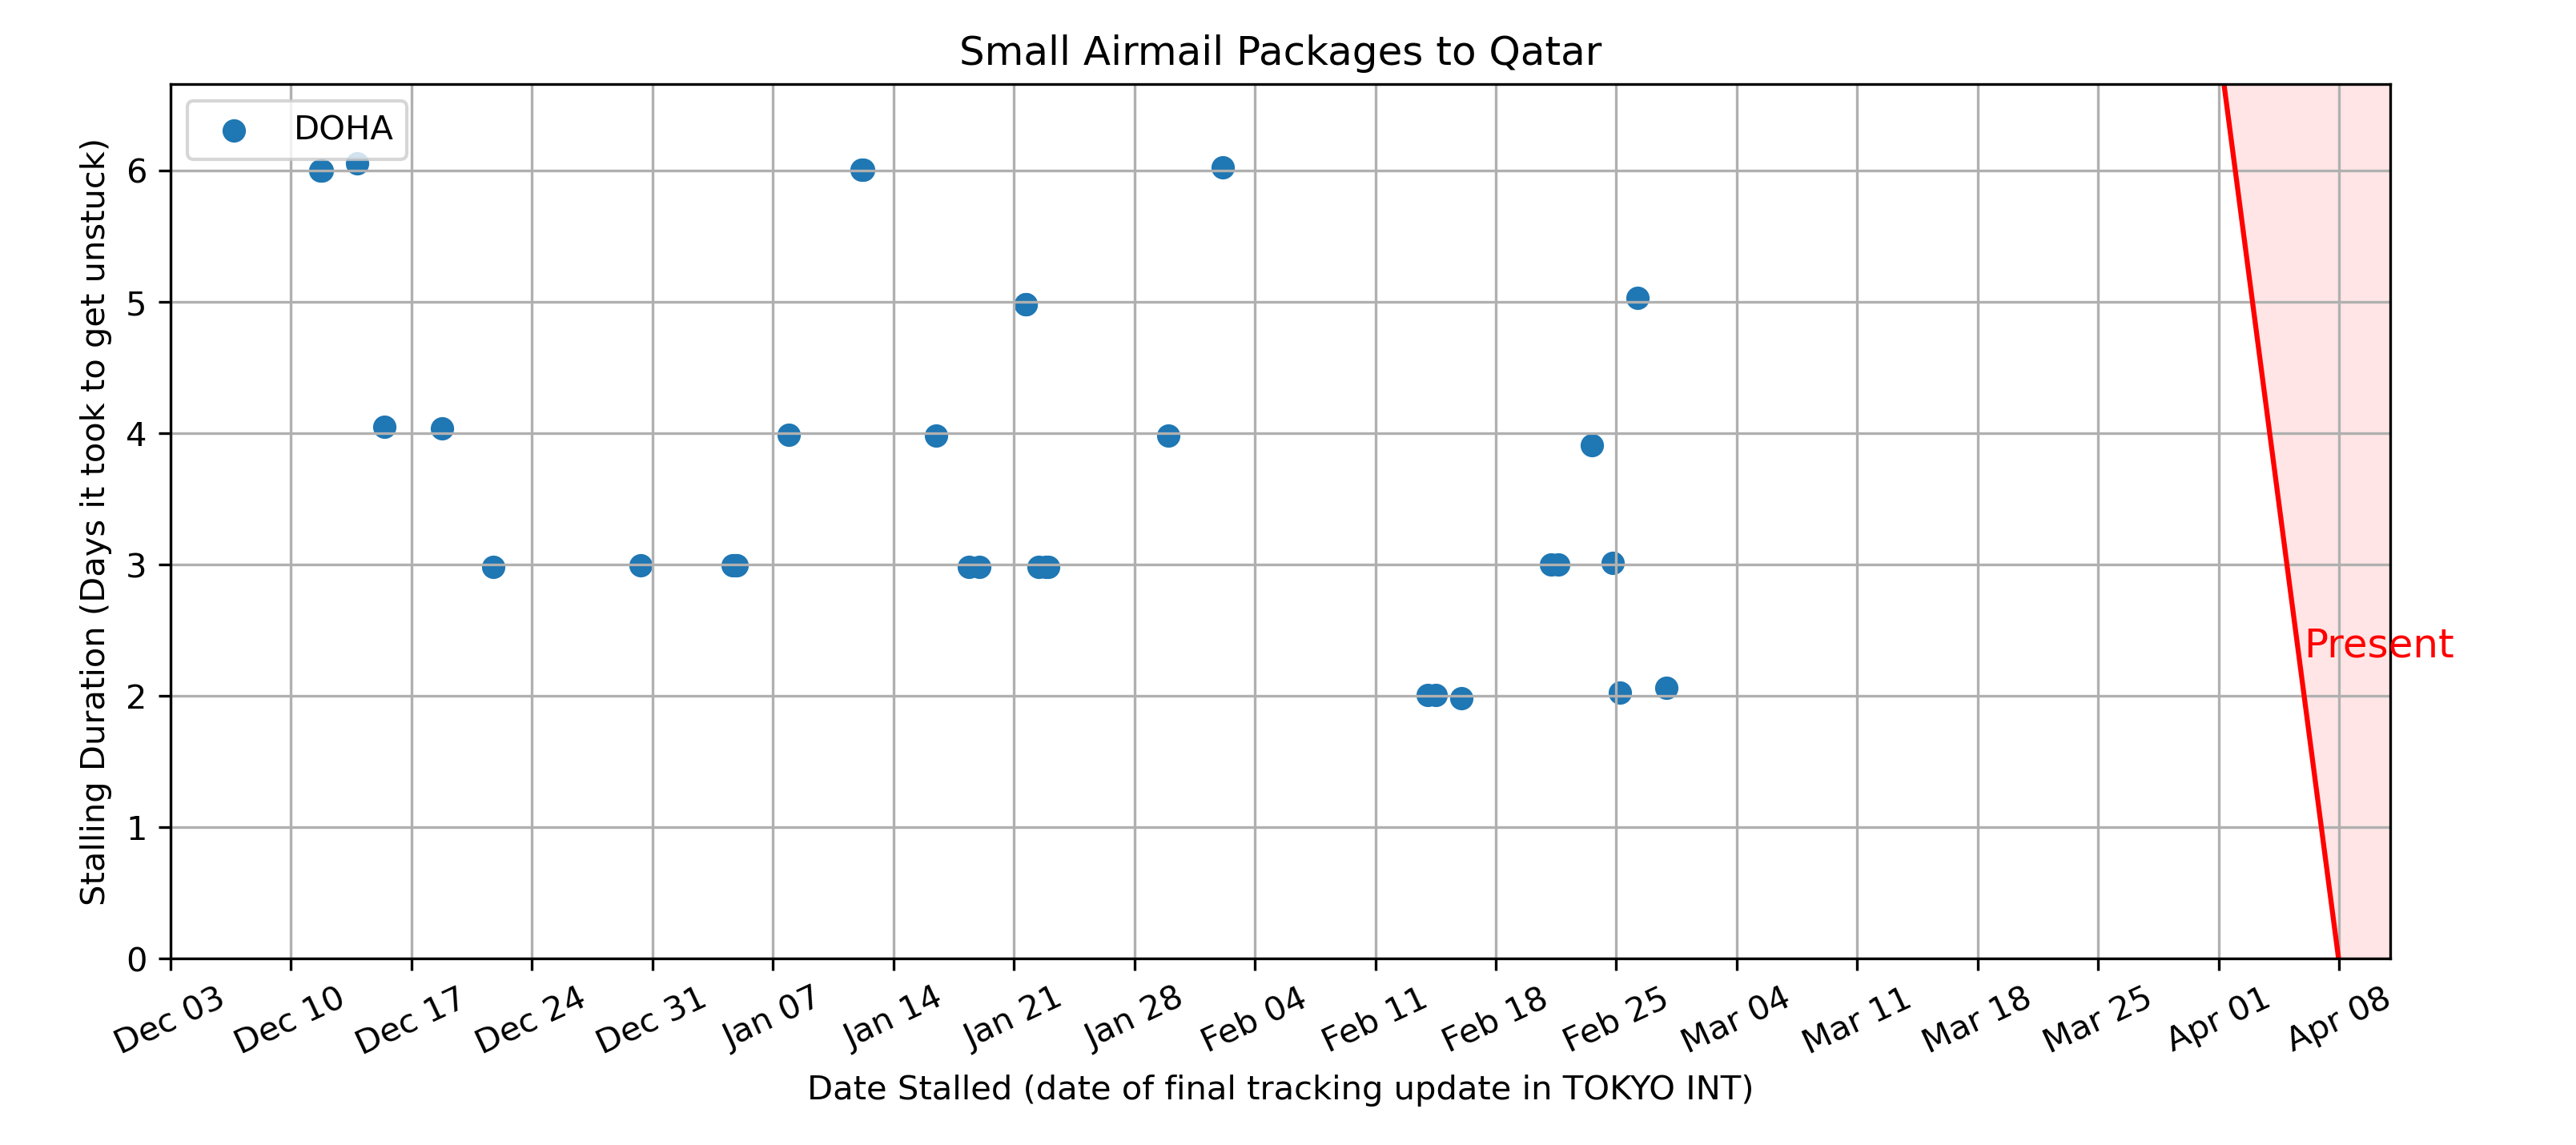 Small Airmail Packages to Qatar
DOHA
Stalling Duration (Days it took to get unstuck)
6
5
4
3
2
1
0
Present
Dec 03
Dec 10
Dec 17
Dec 24
Dec 31
Jan 07
Jan 14
Jan 21
Jan 28
Feb 04
Feb 11
Feb 18
Feb 25
Mar 04
Mar 11
Mar 18
Mar 25
Apr 01
Apr 08
Date Stalled (date of final tracking update in TOKYO INT)